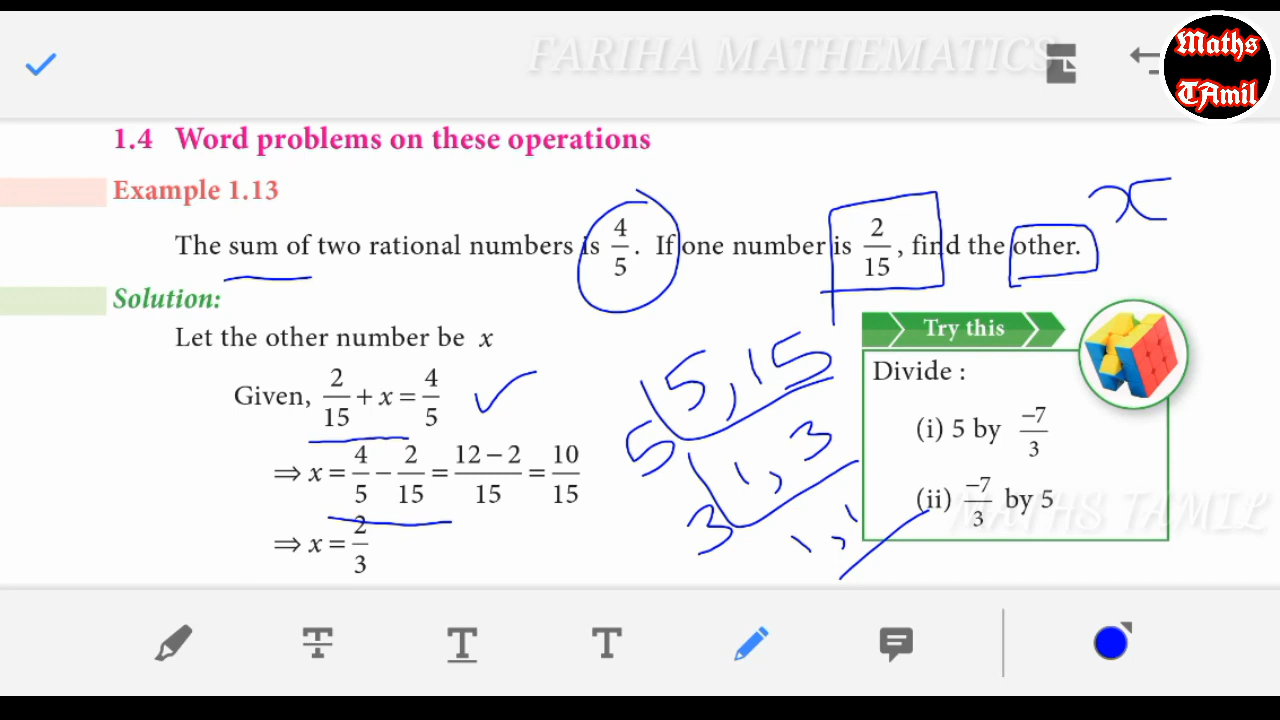 FARIHA MATHEMATICS
Maths
TAmil
1.4 Word problems on these operations
Example 1.13
The sum of two rational numbers is 4/5. If one number is 2/15, find the other.
x
Solution:
Let the other number be x
Given, 2/15 + x = 4/5
⇒ x = 4/5 − 2/15 = (12 − 2)/15 = 10/15
⇒ x = 2/3
5, 15
5
1, 3
3
1, 1
Try this
Divide :
(i) 5 by −7/3
(ii) −7/3 by 5
MATHS TAMIL
T
T
T